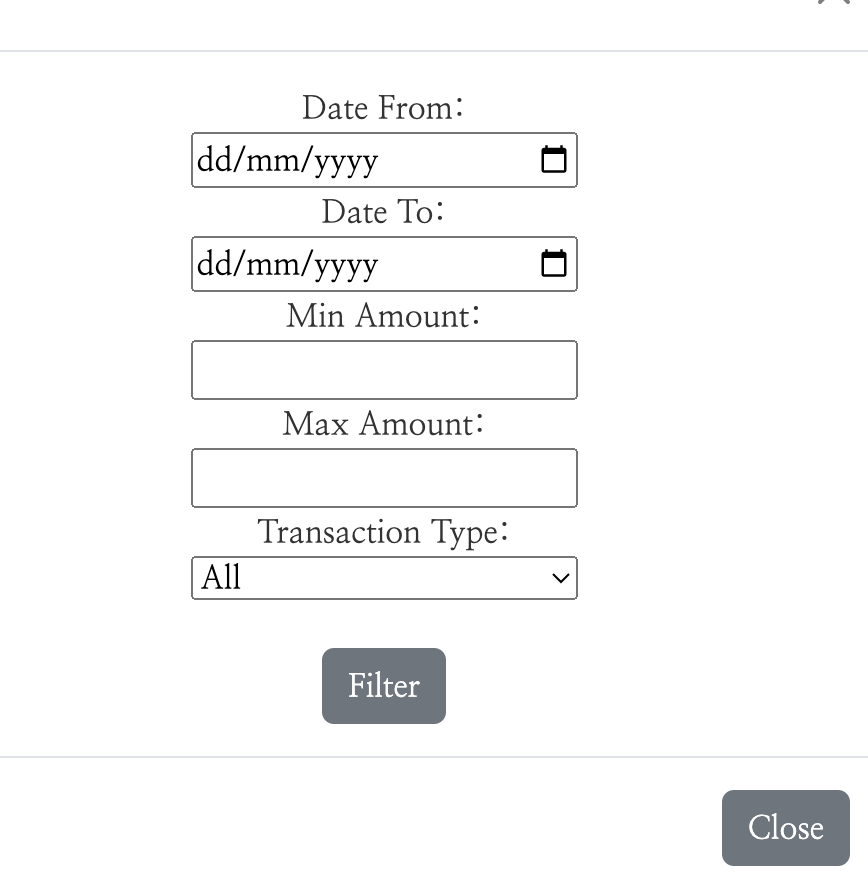 Date From:
dd/mm/yyyy
Date To:
dd/mm/yyyy
Min Amount:
Max Amount:
Transaction Type:
All
Filter
Close